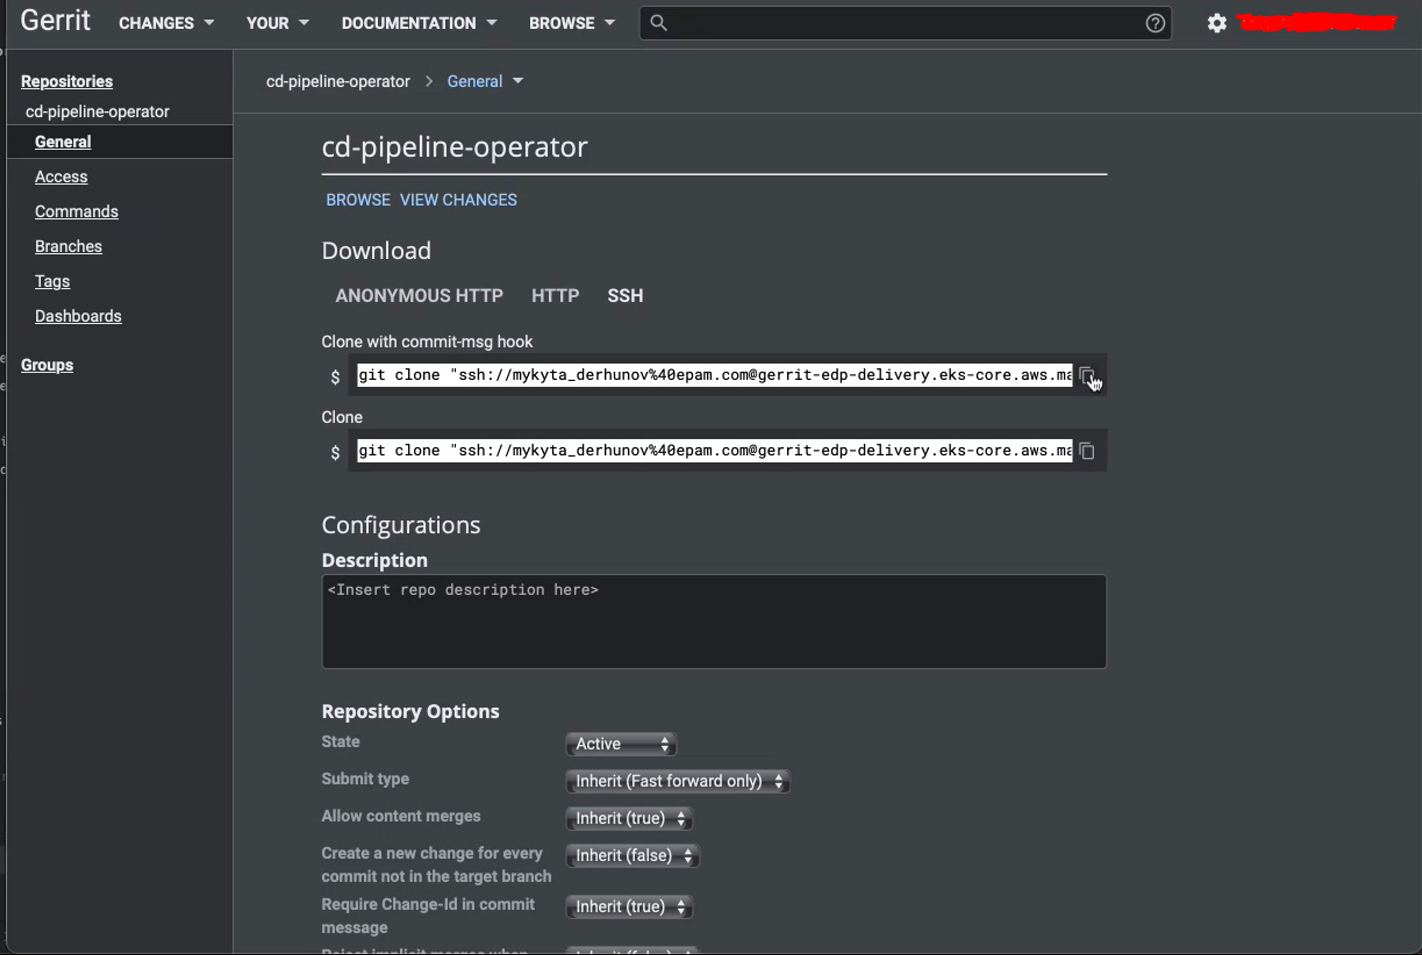 Gerrit CHANGES YOUR DOCUMENTATION BROWSE
Repositories
cd-pipeline-operator
General
Access
Commands
Branches
Tags
Dashboards
Groups
cd-pipeline-operator > General
cd-pipeline-operator
BROWSE VIEW CHANGES
Download
ANONYMOUS HTTP HTTP SSH
Clone with commit-msg hook
$ git clone "ssh://mykyta_derhunov%40epam.com@gerrit-edp-delivery.eks-core.aws.ma
Clone
$ git clone "ssh://mykyta_derhunov%40epam.com@gerrit-edp-delivery.eks-core.aws.ma
Configurations
Description
<Insert repo description here>
Repository Options
State Active
Submit type Inherit (Fast forward only)
Allow content merges Inherit (true)
Create a new change for every
commit not in the target branch Inherit (false)
Require Change-Id in commit
message Inherit (true)